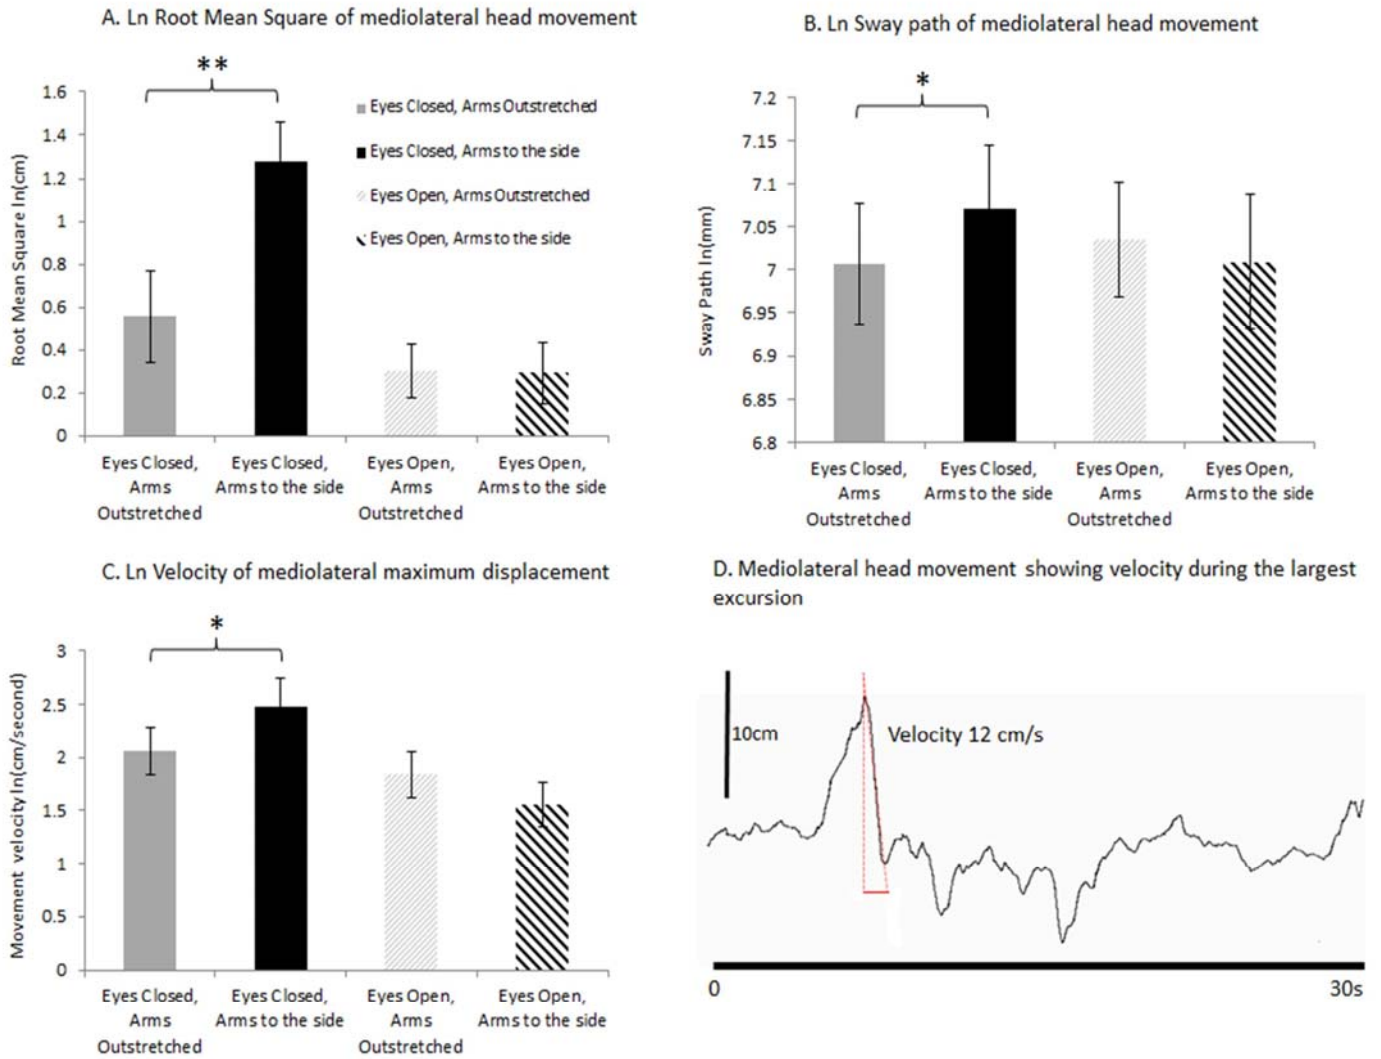 A. Ln Root Mean Square of mediolateral head movement
**
1.6
1.4
1.2
1
0.8
0.6
0.4
0.2
0
Root Mean Square ln(cm)
Eyes Closed, Arms Outstretched
Eyes Closed, Arms to the side
Eyes Open, Arms Outstretched
Eyes Open, Arms to the side
Eyes Closed,
Arms
Outstretched
Eyes Closed,
Arms to the side
Eyes Open,
Arms
Outstretched
Eyes Open,
Arms to the side
B. Ln Sway path of mediolateral head movement
*
7.2
7.15
7.1
7.05
7
6.95
6.9
6.85
6.8
Sway Path ln(mm)
Eyes Closed,
Arms
Outstretched
Eyes Closed,
Arms to the side
Eyes Open,
Arms
Outstretched
Eyes Open,
Arms to the side
C. Ln Velocity of mediolateral maximum displacement
*
3
2.5
2
1.5
1
0.5
0
Movement velocity ln(cm/second)
Eyes Closed,
Arms
Outstretched
Eyes Closed,
Arms to the side
Eyes Open,
Arms
Outstretched
Eyes Open,
Arms to the side
D. Mediolateral head movement showing velocity during the largest
excursion
10cm
Velocity 12 cm/s
0
30s